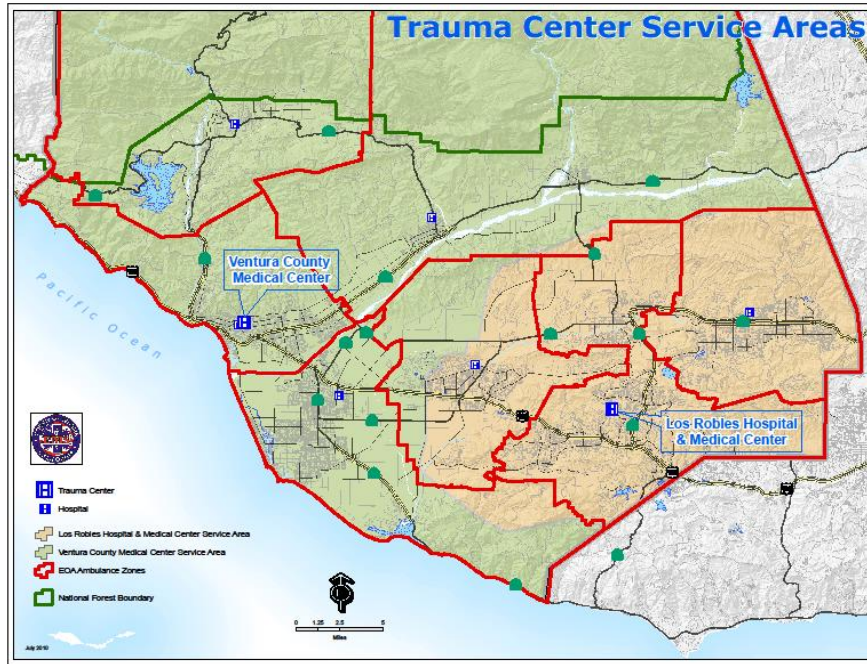 Trauma Center Service Areas
Ventura County
Medical Center
Pacific Ocean
Los Robles Hospital
& Medical Center
Trauma Center
Hospital
Los Robles Hospital & Medical Center Service Area
Ventura County Medical Center Service Area
EOA Ambulance Zones
National Forest Boundary
0 1.25 2.5 5
Miles
July 2010